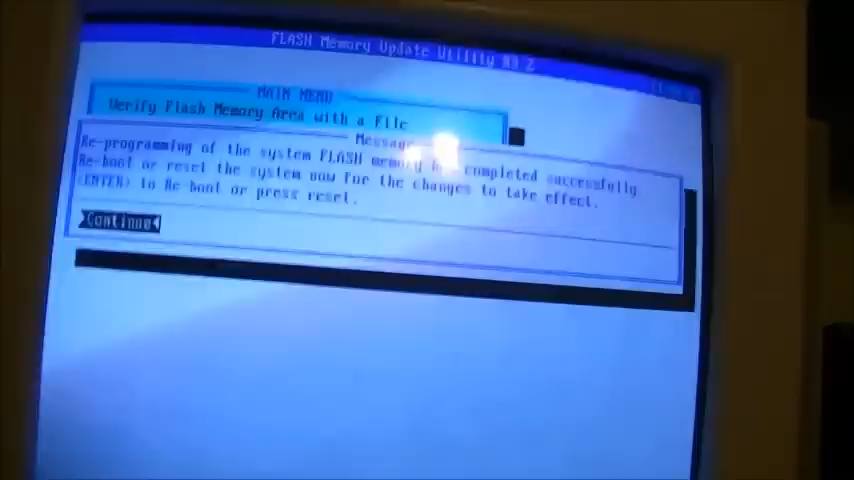 FLASH Memory Update Utility
MAIN MENU
Verify Flash Memory Area with a File
Message
Re-programming of the system FLASH memory completed successfully.
Re-boot or reset the system now for the changes to take effect.
<ENTER> to Re-boot or press reset.
Continue